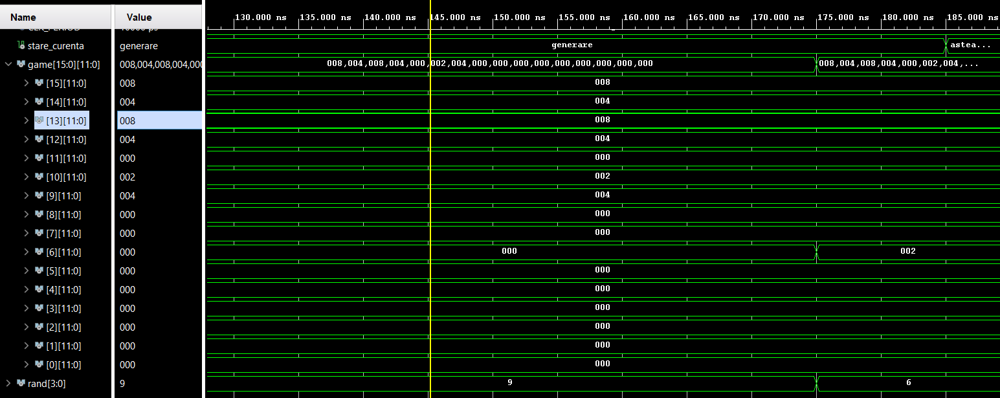 Name Value 130.000 ns 135.000 ns 140.000 ns 145.000 ns 150.000 ns 155.000 ns 160.000 ns 165.000 ns 170.000 ns 175.000 ns 180.000 ns 185.000 ns
CLK_PERIOD 10000 ps
stare_curenta generare generare astea...
game[15:0][11:0] 008,004,008,004,000 008,004,008,004,000,002,004,000,000,000,000,000,000,000,000,000 008,004,008,004,000,002,004,...
[15][11:0] 008 008
[14][11:0] 004 004
[13][11:0] 008 008
[12][11:0] 004 004
[11][11:0] 000 000
[10][11:0] 002 002
[9][11:0] 004 004
[8][11:0] 000 000
[7][11:0] 000 000
[6][11:0] 000 000 002
[5][11:0] 000 000
[4][11:0] 000 000
[3][11:0] 000 000
[2][11:0] 000 000
[1][11:0] 000 000
[0][11:0] 000 000
rand[3:0] 9 9 6